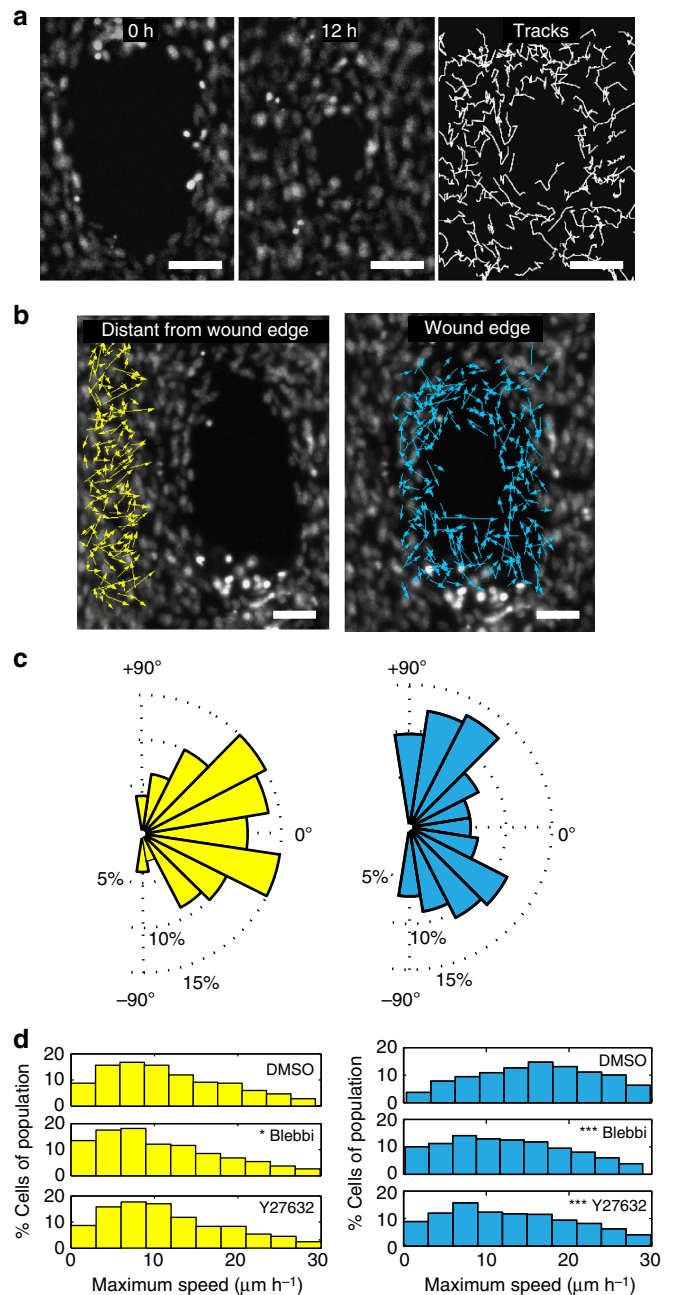 a
0 h
12 h
Tracks
b
Distant from wound edge
Wound edge
c
+90°
0°
5%
10%
15%
–90°
+90°
0°
5%
10%
15%
–90°
d
% Cells of population
20
10
0
DMSO
20
10
0
* Blebbi
20
10
0
Y27632
0
10
20
30
Maximum speed (μm h–1)
% Cells of population
20
10
0
DMSO
20
10
0
*** Blebbi
20
10
0
*** Y27632
0
10
20
30
Maximum speed (μm h–1)